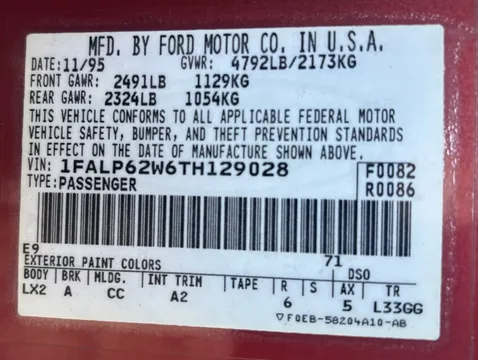 MFD. BY FORD MOTOR CO. IN U.S.A.
DATE: 11/95 GVWR: 4792LB/2173KG
FRONT GAWR: 2491LB 1129KG
REAR GAWR: 2324LB 1054KG
THIS VEHICLE CONFORMS TO ALL APPLICABLE FEDERAL MOTOR
VEHICLE SAFETY, BUMPER, AND THEFT PREVENTION STANDARDS
IN EFFECT ON THE DATE OF MANUFACTURE SHOWN ABOVE.
VIN: 1FALP62W6TH129028 F0082
TYPE: PASSENGER R0086
E9
EXTERIOR PAINT COLORS 71 DSO
BODY BRK MLDG. INT TRIM TAPE R S AX TR
LX2 A CC A2 6 5 L33GG
▽F0EB-58204A10-AB